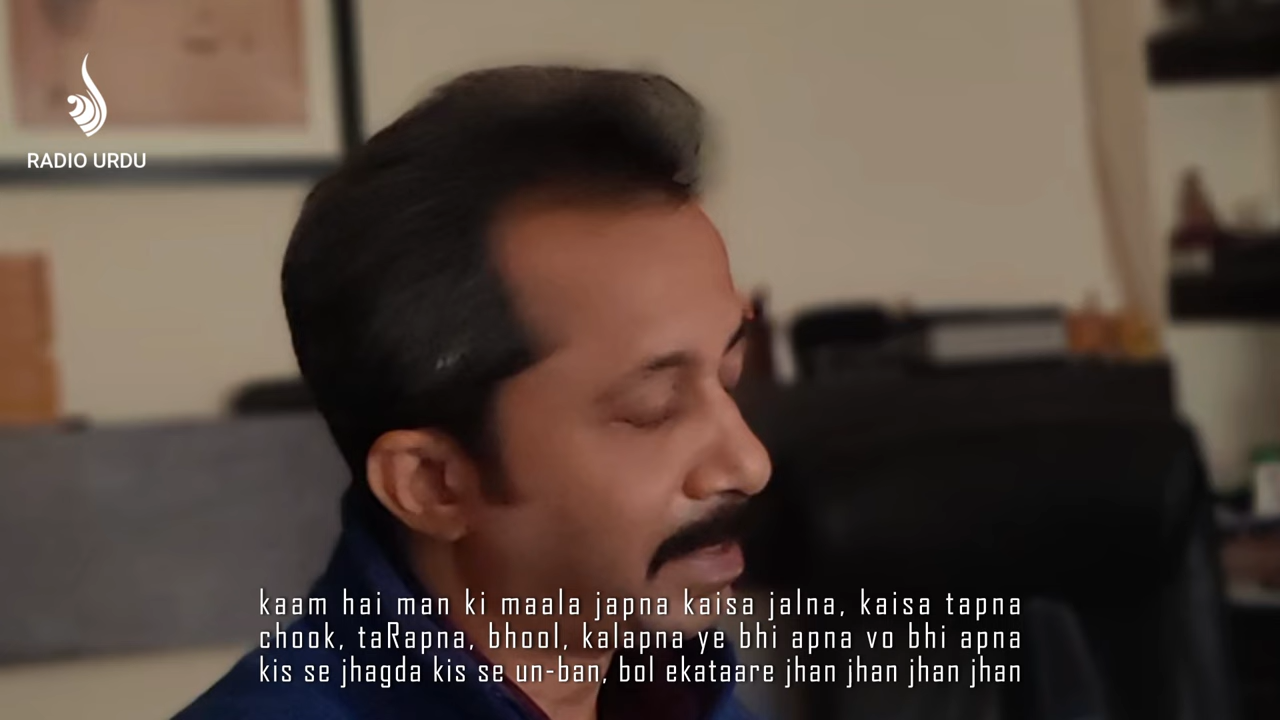 RADIO URDU
kaam hai man ki maala japna kaisa jalna, kaisa tapna
chook, taRapna, bhool, kalapna ye bhi apna vo bhi apna
kis se jhagda kis se un-ban, bol ekataare jhan jhan jhan jhan